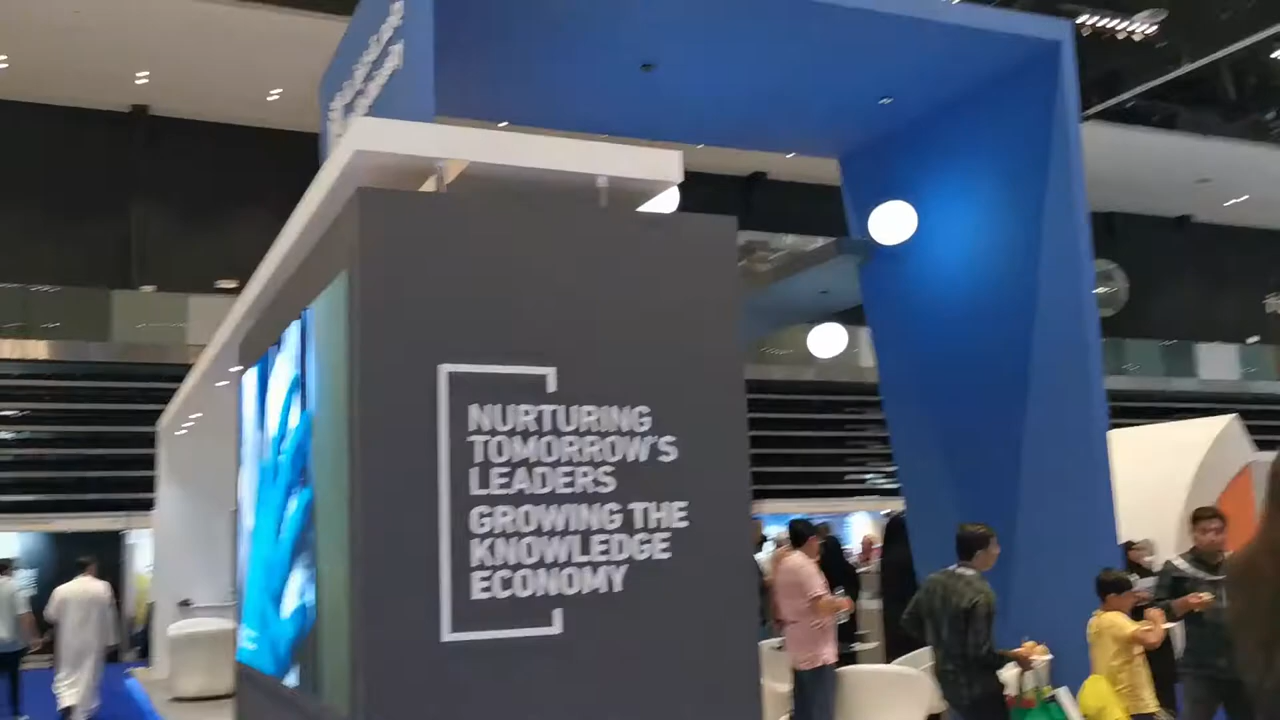 NURTURING
TOMORROW'S
LEADERS
GROWING THE
KNOWLEDGE
ECONOMY